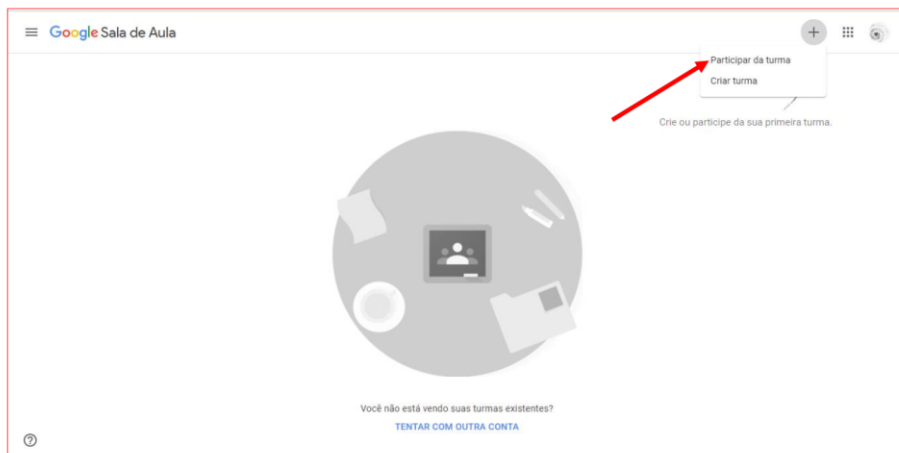 Google Sala de Aula
Participar da turma
Criar turma
Crie ou participe da sua primeira turma.
Você não está vendo suas turmas existentes?
TENTAR COM OUTRA CONTA